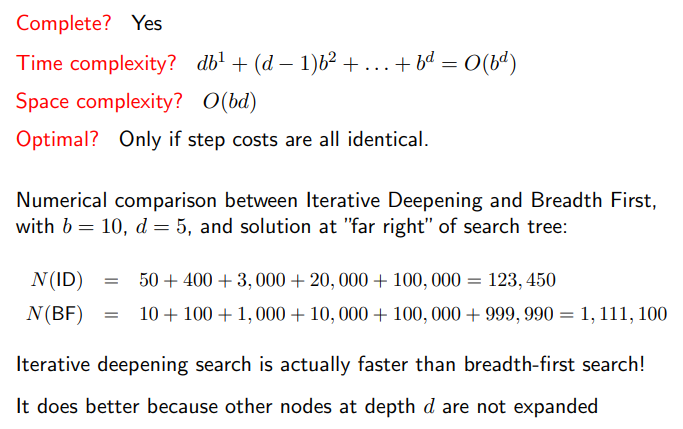 Complete? Yes
Time complexity? db¹ + (d − 1)b² + . . . + bᵈ = O(bᵈ)
Space complexity? O(bd)
Optimal? Only if step costs are all identical.
Numerical comparison between Iterative Deepening and Breadth First,
with b = 10, d = 5, and solution at "far right" of search tree:
N(ID) = 50 + 400 + 3, 000 + 20, 000 + 100, 000 = 123, 450
N(BF) = 10 + 100 + 1, 000 + 10, 000 + 100, 000 + 999, 990 = 1, 111, 100
Iterative deepening search is actually faster than breadth-first search!
It does better because other nodes at depth d are not expanded